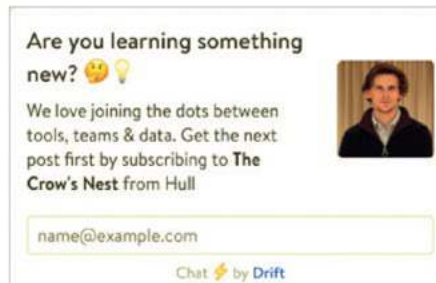 Are you learning something
new? 🤔💡
We love joining the dots between
tools, teams & data. Get the next
post first by subscribing to The
Crow's Nest from Hull
name@example.com
Chat ⚡ by Drift